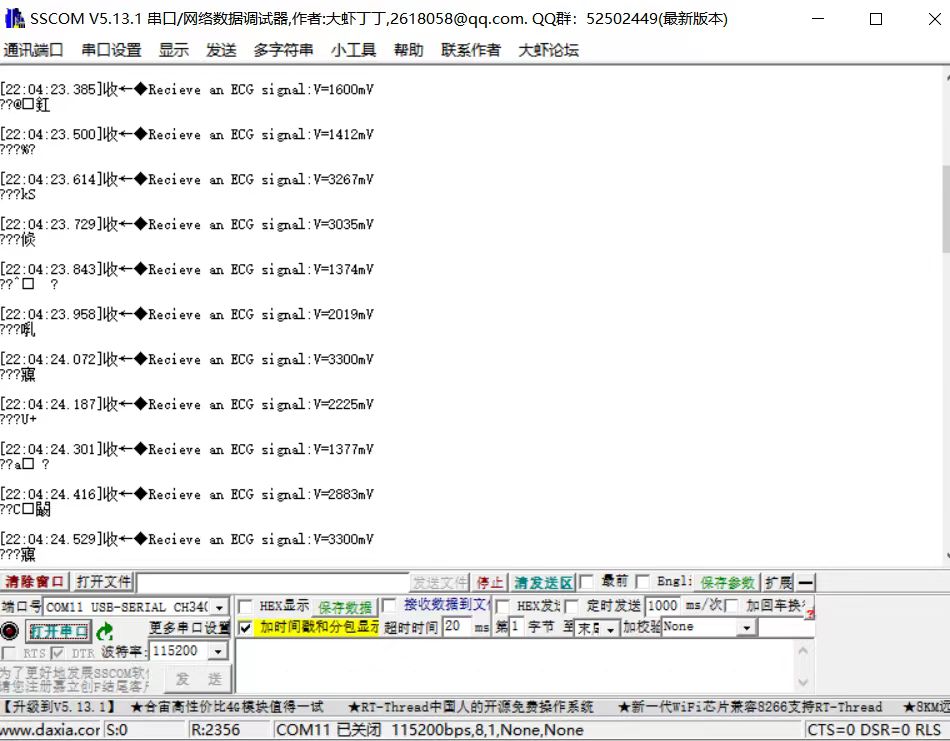 SSCOM V5.13.1 串口/网络数据调试器,作者:大虾丁丁,2618058@qq.com. QQ群：52502449(最新版本)
通讯端口 串口设置 显示 发送 多字符串 小工具 帮助 联系作者 大虾论坛
[22:04:23.385]收←◆Recieve an ECG signal:V=1600mV
??@□釭
[22:04:23.500]收←◆Recieve an ECG signal:V=1412mV
???%?
[22:04:23.614]收←◆Recieve an ECG signal:V=3267mV
???kS
[22:04:23.729]收←◆Recieve an ECG signal:V=3035mV
???倐
[22:04:23.843]收←◆Recieve an ECG signal:V=1374mV
??^□ ?
[22:04:23.958]收←◆Recieve an ECG signal:V=2019mV
???
[22:04:24.072]收←◆Recieve an ECG signal:V=3300mV
???
[22:04:24.187]收←◆Recieve an ECG signal:V=2225mV
???U+
[22:04:24.301]收←◆Recieve an ECG signal:V=1377mV
??a□ ?
[22:04:24.416]收←◆Recieve an ECG signal:V=2883mV
??C□
[22:04:24.529]收←◆Recieve an ECG signal:V=3300mV
???
清除窗口 打开文件 发送文件 停止 清发送区 最前 Engli 保存参数 扩展 —
端口号 COM11 USB-SERIAL CH34( HEX显示 保存数据 接收数据到文 HEX发 定时发送 1000 ms/次 加回车换行
打开串口 更多串口设置 加时间戳和分包显示 超时时间 20 ms 第 1 字节 至 末尾 加校验 None
RTS DTR 波特率: 115200
为了更好地发展SSCOM软件
请您注册嘉立创F结尾客户
发 送
【升级到V5.13.1】 ★合宙高性价比4G模块值得一试 ★RT-Thread中国人的开源免费操作系统 ★新一代WiFi芯片兼容8266支持RT-Thread ★8KM远
www.daxia.cor S:0 R:2356 COM11 已关闭 115200bps,8,1,None,None CTS=0 DSR=0 RLS